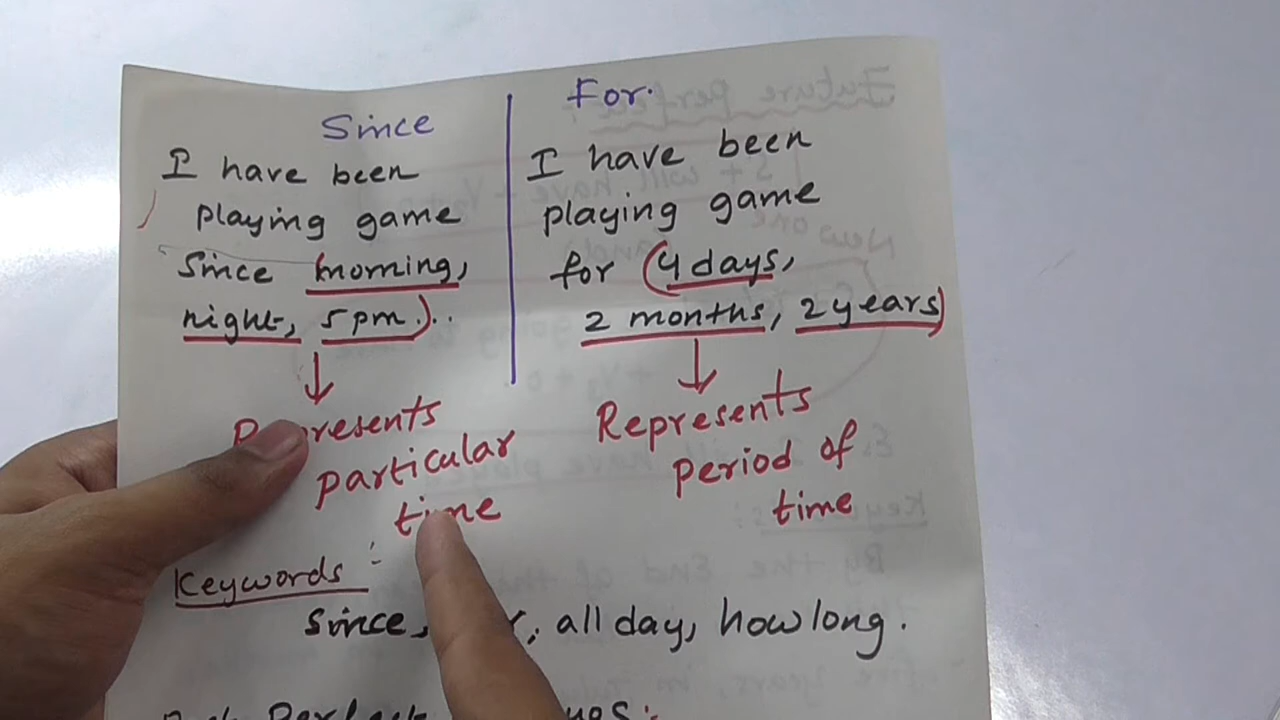 Since
I have been
playing game
Since (morning,
night, 5pm.)..
Represents
particular
time
For.
I have been
playing game
for (4 days,
2 months, 2 years)
Represents
period of
time
Keywords :-
Since, all day, how long.